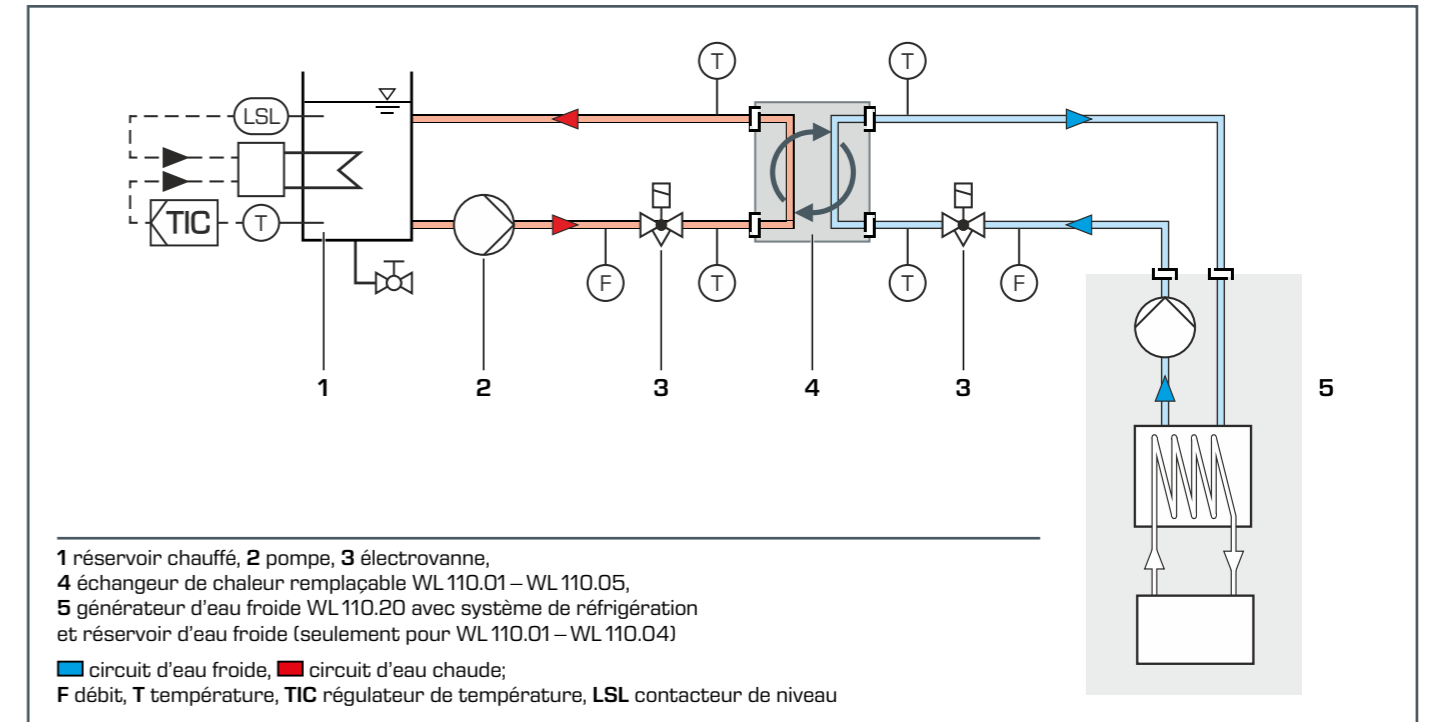 T
T
LSL
TIC
T
F
T
T
F
1
2
3
4
3
5
1 réservoir chauffé, 2 pompe, 3 électrovanne,
4 échangeur de chaleur remplaçable WL 110.01 – WL 110.05,
5 générateur d'eau froide WL 110.20 avec système de réfrigération
et réservoir d'eau froide (seulement pour WL 110.01 – WL 110.04)
circuit d'eau froide, circuit d'eau chaude;
F débit, T température, TIC régulateur de température, LSL contacteur de niveau